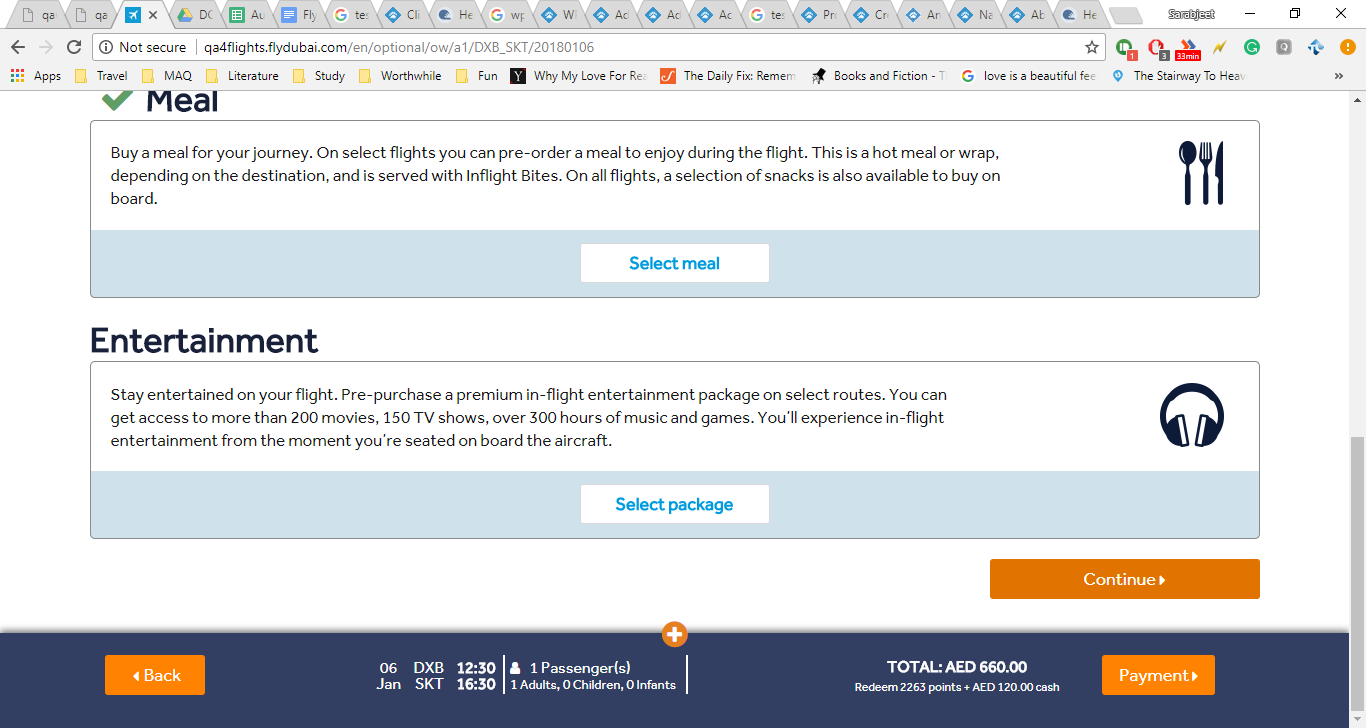 qa
qa
DC
Au
Fly
tes
Cli
He
wp
Wl
Ad
Ad
Ac
tes
Pro
Cre
An
Na
Ab
He
Sarabjeet
Not secure
qa4flights.flydubai.com/en/optional/ow/a1/DXB_SKT/20180106
1
3
33min
Apps
Travel
MAQ
Literature
Study
Worthwhile
Fun
Y
Why My Love For Rea
The Daily Fix: Remem
Books and Fiction - T
love is a beautiful fee
The Stairway To Heav
»
Meal
Buy a meal for your journey. On select flights you can pre-order a meal to enjoy during the flight. This is a hot meal or wrap,
depending on the destination, and is served with Inflight Bites. On all flights, a selection of snacks is also available to buy on
board.
Select meal
Entertainment
Stay entertained on your flight. Pre-purchase a premium in-flight entertainment package on select routes. You can
get access to more than 200 movies, 150 TV shows, over 300 hours of music and games. You’ll experience in-flight
entertainment from the moment you’re seated on board the aircraft.
Select package
Continue
Back
06 DXB 12:30
Jan SKT 16:30
1 Passenger(s)
1 Adults, 0 Children, 0 Infants
TOTAL: AED 660.00
Redeem 2263 points + AED 120.00 cash
Payment